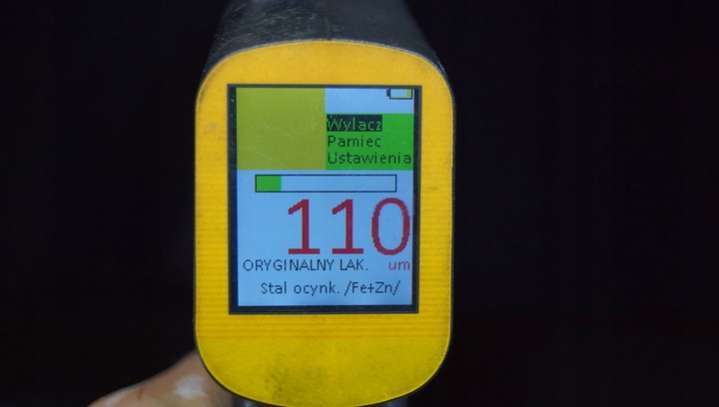 Wylacz
Pamiec
Ustawienia
110
ORYGINALNY LAK. um
Stal ocynk. /Fe+Zn/